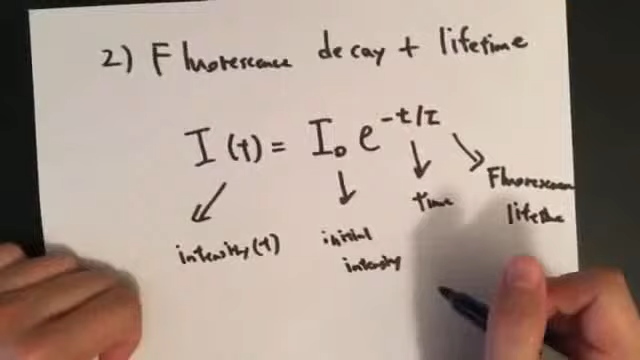 2) Fluorescence decay + lifetime
I(t) = I₀ e^-t/τ
intensity(t)
initial
intensity
time
Fluorescence
lifetime